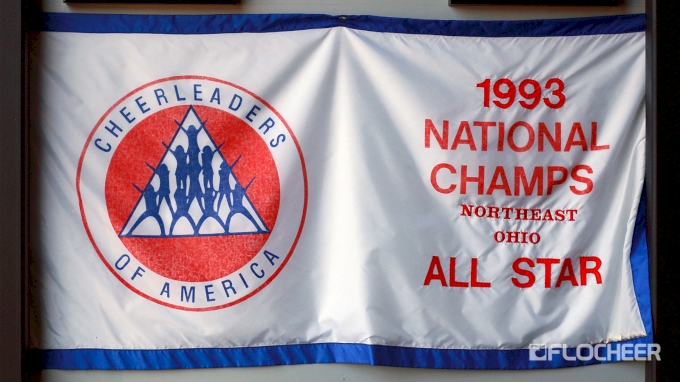 CHEERLEADERS
OF AMERICA
1993
NATIONAL
CHAMPS
NORTHEAST
OHIO
ALL STAR
FLOCHEER